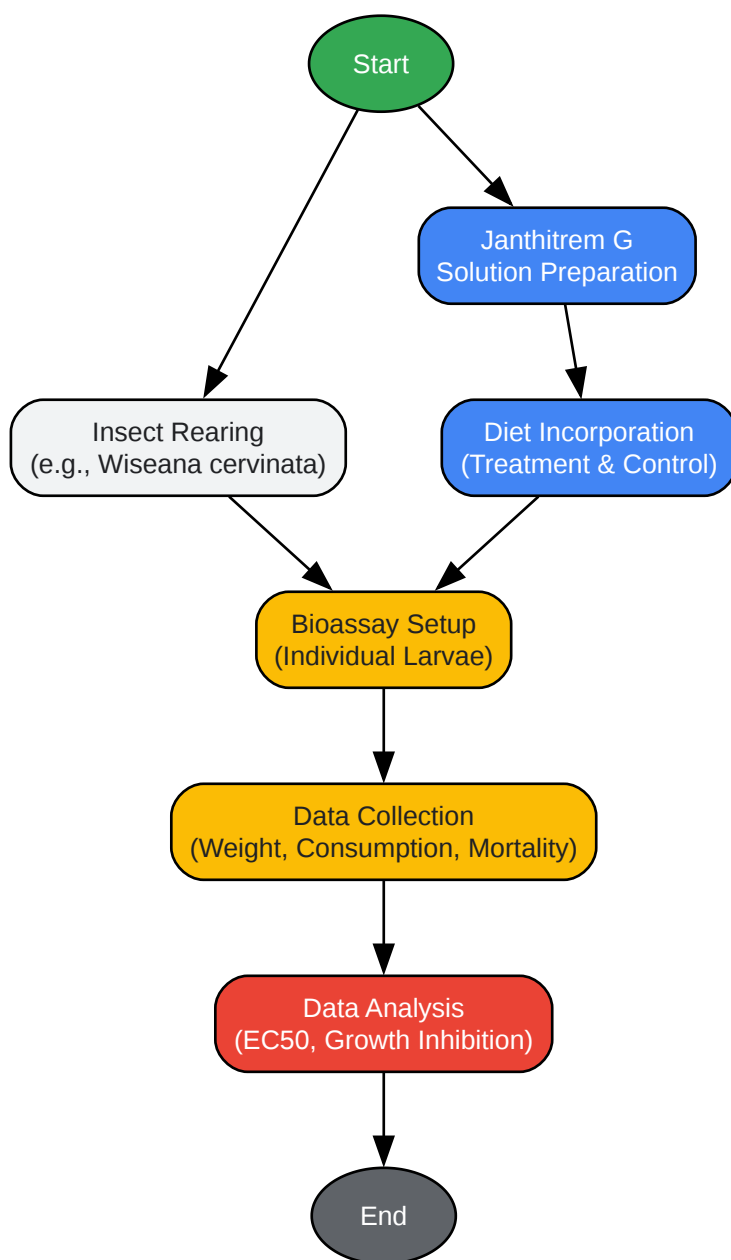 Start
Janthitrem G
Solution Preparation
Insect Rearing
(e.g., Wiseana cervinata)
Diet Incorporation
(Treatment & Control)
Bioassay Setup
(Individual Larvae)
Data Collection
(Weight, Consumption, Mortality)
Data Analysis
(EC50, Growth Inhibition)
End